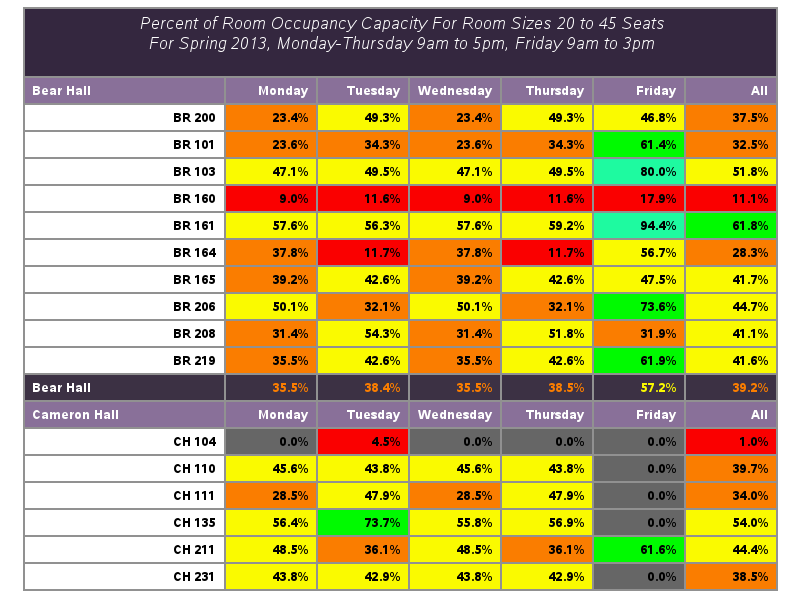 Percent of Room Occupancy Capacity For Room Sizes 20 to 45 Seats
For Spring 2013, Monday-Thursday 9am to 5pm, Friday 9am to 3pm
Bear Hall Monday Tuesday Wednesday Thursday Friday All
BR 200 23.4% 49.3% 23.4% 49.3% 46.8% 37.5%
BR 101 23.6% 34.3% 23.6% 34.3% 61.4% 32.5%
BR 103 47.1% 49.5% 47.1% 49.5% 80.0% 51.8%
BR 160 9.0% 11.6% 9.0% 11.6% 17.9% 11.1%
BR 161 57.6% 56.3% 57.6% 59.2% 94.4% 61.8%
BR 164 37.8% 11.7% 37.8% 11.7% 56.7% 28.3%
BR 165 39.2% 42.6% 39.2% 42.6% 47.5% 41.7%
BR 206 50.1% 32.1% 50.1% 32.1% 73.6% 44.7%
BR 208 31.4% 54.3% 31.4% 51.8% 31.9% 41.1%
BR 219 35.5% 42.6% 35.5% 42.6% 61.9% 41.6%
Bear Hall 35.5% 38.4% 35.5% 38.5% 57.2% 39.2%
Cameron Hall Monday Tuesday Wednesday Thursday Friday All
CH 104 0.0% 4.5% 0.0% 0.0% 0.0% 1.0%
CH 110 45.6% 43.8% 45.6% 43.8% 0.0% 39.7%
CH 111 28.5% 47.9% 28.5% 47.9% 0.0% 34.0%
CH 135 56.4% 73.7% 55.8% 56.9% 0.0% 54.0%
CH 211 48.5% 36.1% 48.5% 36.1% 61.6% 44.4%
CH 231 43.8% 42.9% 43.8% 42.9% 0.0% 38.5%